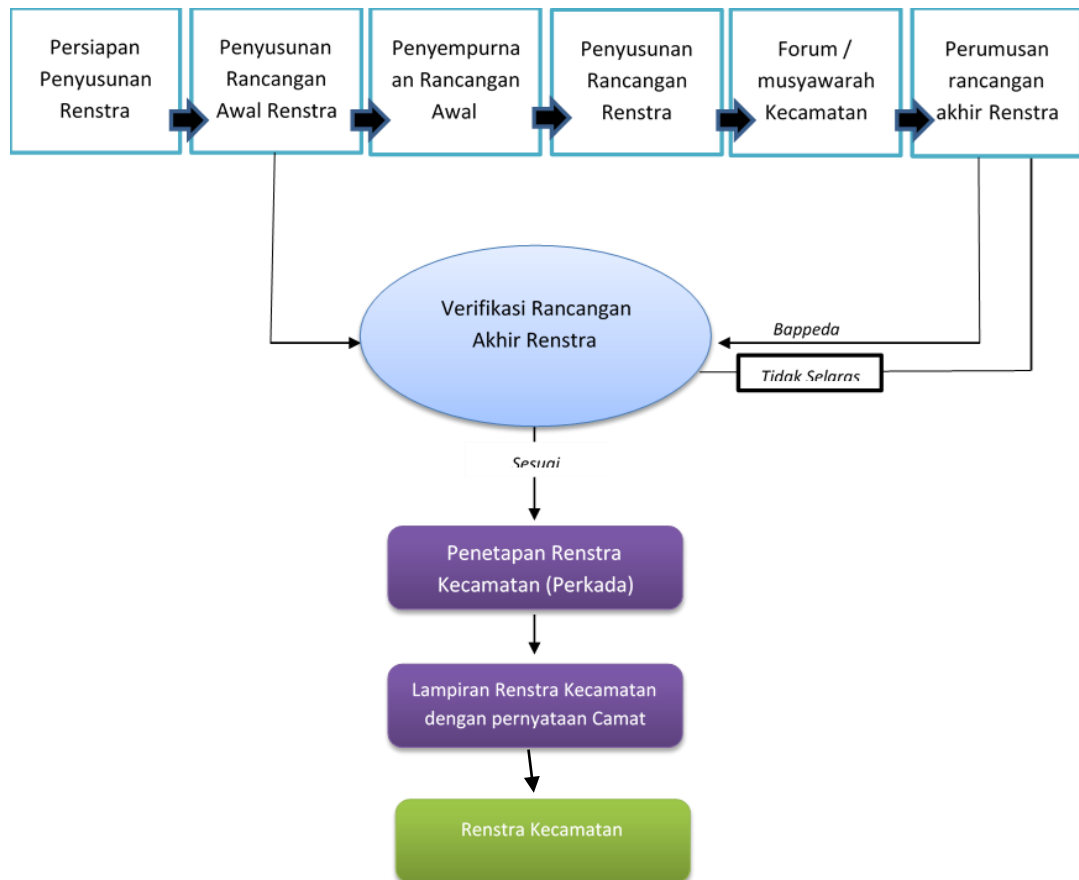 Persiapan
Penyusunan
Renstra
Penyusunan
Rancangan
Awal Renstra
Penyempurna
an Rancangan
Awal
Penyusunan
Rancangan
Renstra
Forum /
musyawarah
Kecamatan
Perumusan
rancangan
akhir Renstra
Verifikasi Rancangan
Akhir Renstra
Bappeda
Tidak Selaras
Sesuai
Penetapan Renstra
Kecamatan (Perkada)
Lampiran Renstra Kecamatan
dengan pernyataan Camat
Renstra Kecamatan